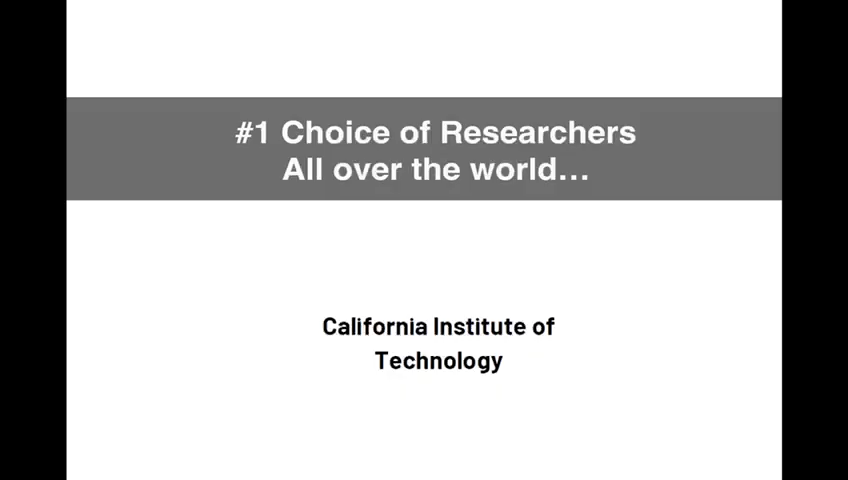 #1 Choice of Researchers
All over the world...
California Institute of
Technology